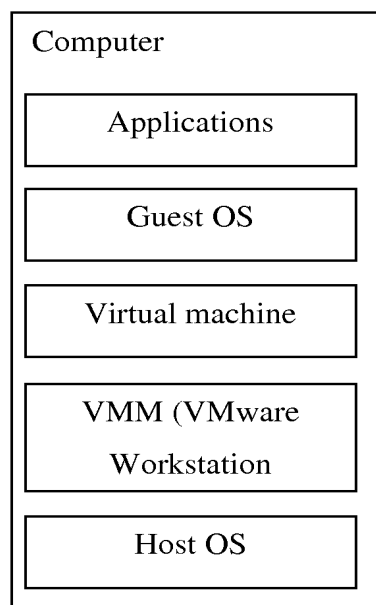 Computer
Applications
Guest OS
Virtual machine
VMM (VMware
Workstation
Host OS